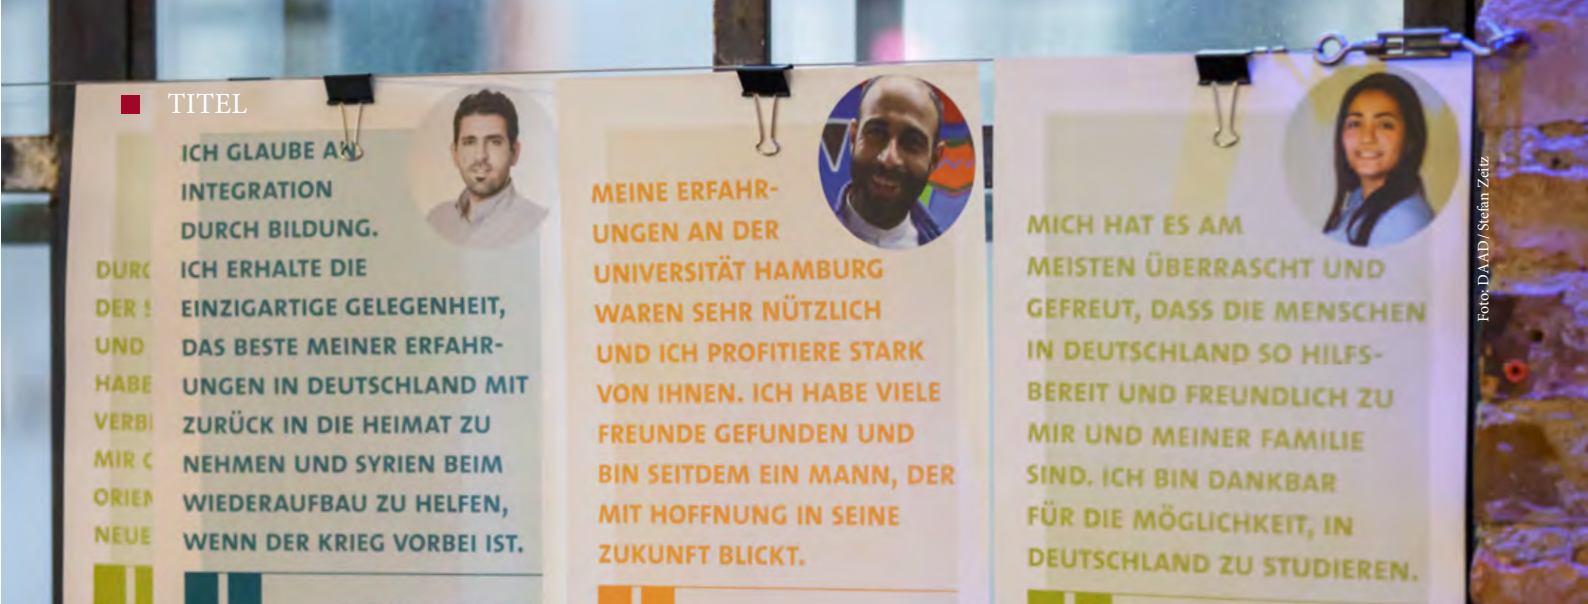 TITEL
DER
UND
HABE
NEUE
ICH GLAUBE AN
INTEGRATION
DURCH BILDUNG.
ICH ERHALTE DIE
EINZIGARTIGE GELEGENHEIT,
DAS BESTE MEINER ERFAHR-
UNGEN IN DEUTSCHLAND MIT
ZURÜCK IN DIE HEIMAT ZU
NEHMEN UND SYRIEN BEIM
WIEDERAUFBAU ZU HELFEN,
WENN DER KRIEG VORBEI IST.
MEINE ERFAHR-
UNGEN AN DER
UNIVERSITÄT HAMBURG
WAREN SEHR NÜTZLICH
UND ICH PROFITIERE STARK
VON IHNEN. ICH HABE VIELE
FREUNDE GEFUNDEN UND
BIN SEITDEM EIN MANN, DER
MIT HOFFNUNG IN SEINE
ZUKUNFT BLICKT.
MICH HAT ES AM
MEISTEN ÜBERRASCHT UND
GEFREUT, DASS DIE MENSCHEN
IN DEUTSCHLAND SO HILFS-
BEREIT UND FREUNDLICH ZU
MIR UND MEINER FAMILIE
SIND. ICH BIN DANKBAR
FÜR DIE MÖGLICHKEIT, IN
DEUTSCHLAND ZU STUDIEREN.
Foto: DAAD / Stefan Zeitz